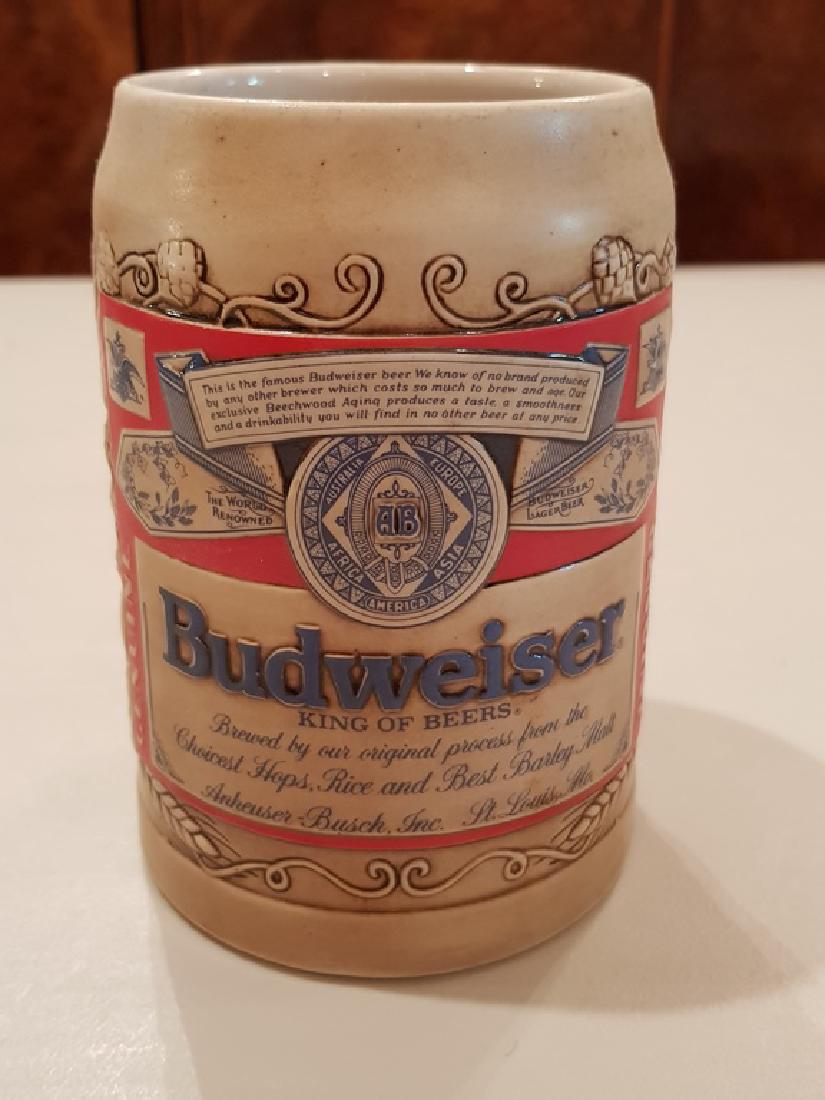 This is the famous Budweiser beer. We know of no brand produced
by any other brewer which costs so much to brew and age. Our
exclusive Beechwood Aging produces a taste, a smoothness
and a drinkability you will find in no other beer at any price.
AUSTRALIA
EUROPE
THE WORLD
RENOWNED
AB
BUDWEISER
LAGER BEER
AFRICA
ASIA
AMERICA
Budweiser®
KING OF BEERS®
Brewed by our original process from the
Choicest Hops, Rice and Best Barley Malt
Anheuser-Busch, Inc. St. Louis, Mo.
GENUINE